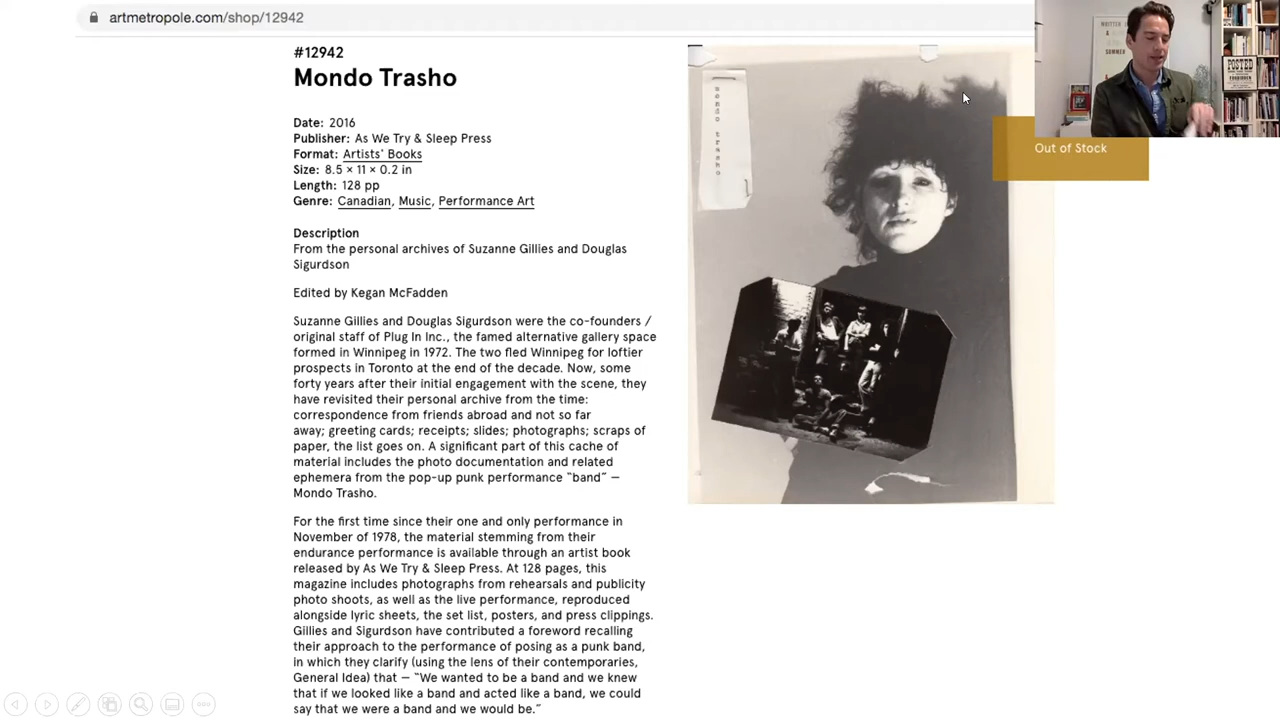 artmetropole.com/shop/12942
#12942
Mondo Trasho
Date: 2016
Publisher: As We Try & Sleep Press
Format: Artists' Books
Size: 8.5 × 11 × 0.2 in
Length: 128 pp
Genre: Canadian, Music, Performance Art
Description
From the personal archives of Suzanne Gillies and Douglas
Sigurdson
Edited by Kegan McFadden
Suzanne Gillies and Douglas Sigurdson were the co-founders /
original staff of Plug In Inc., the famed alternative gallery space
formed in Winnipeg in 1972. The two fled Winnipeg for loftier
prospects in Toronto at the end of the decade. Now, some
forty years after their initial engagement with the scene, they
have revisited their personal archive from the time:
correspondence from friends abroad and not so far
away; greeting cards; receipts; slides; photographs; scraps of
paper, the list goes on. A significant part of this cache of
material includes the photo documentation and related
ephemera from the pop-up punk performance “band” —
Mondo Trasho.
For the first time since their one and only performance in
November of 1978, the material stemming from their
endurance performance is available through an artist book
released by As We Try & Sleep Press. At 128 pages, this
magazine includes photographs from rehearsals and publicity
photo shoots, as well as the live performance, reproduced
alongside lyric sheets, the set list, posters, and press clippings.
Gillies and Sigurdson have contributed a foreword recalling
their approach to the performance of posing as a punk band,
in which they clarify (using the lens of their contemporaries,
General Idea) that — “We wanted to be a band and we knew
that if we looked like a band and acted like a band, we could
say that we were a band and we would be.”
mondo trasho
Out of Stock
A
SUMMER
POSTED
FORBIDDEN